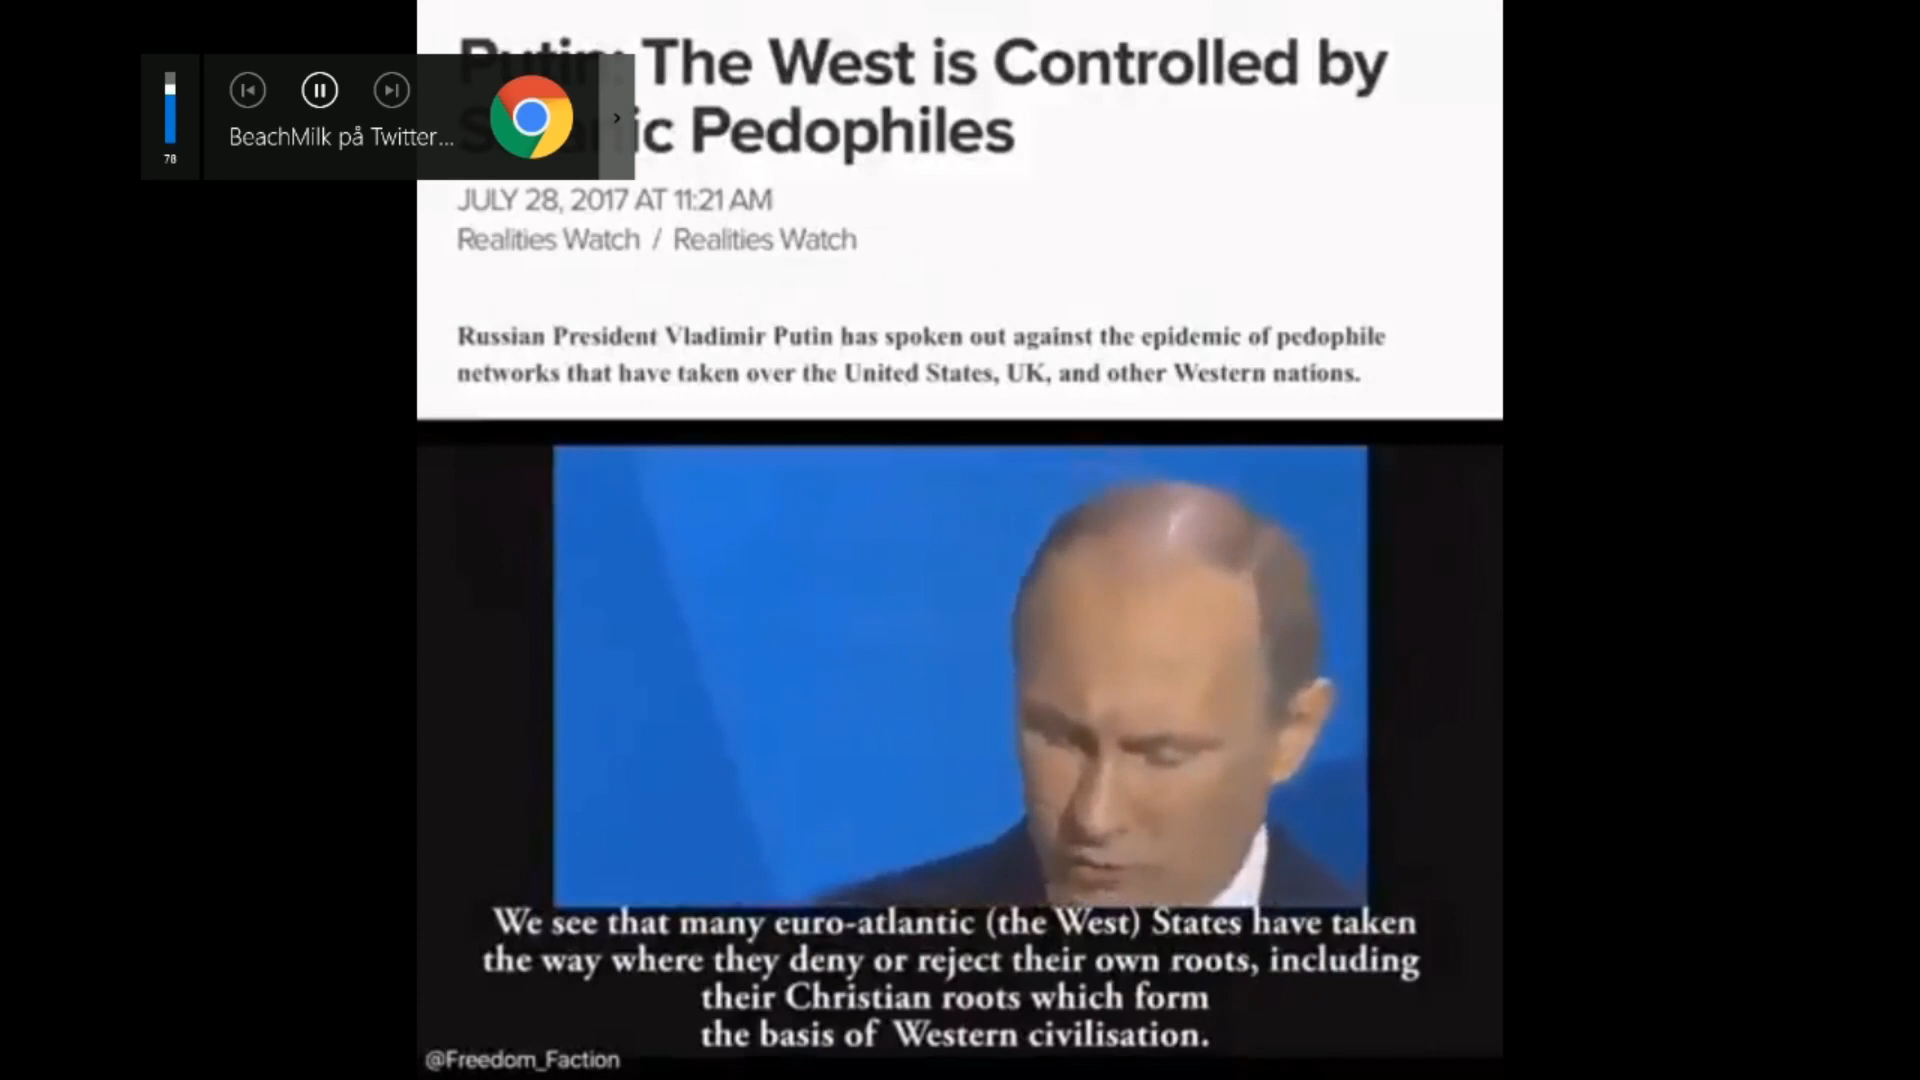 Putin: The West is Controlled by
ic Pedophiles
JULY 28, 2017 AT 11:21 AM
Realities Watch / Realities Watch
Russian President Vladimir Putin has spoken out against the epidemic of pedophile
networks that have taken over the United States, UK, and other Western nations.
78
BeachMilk på Twitter...
We see that many euro-atlantic (the West) States have taken
the way where they deny or reject their own roots, including
their Christian roots which form
the basis of Western civilisation.
@Freedom_Faction